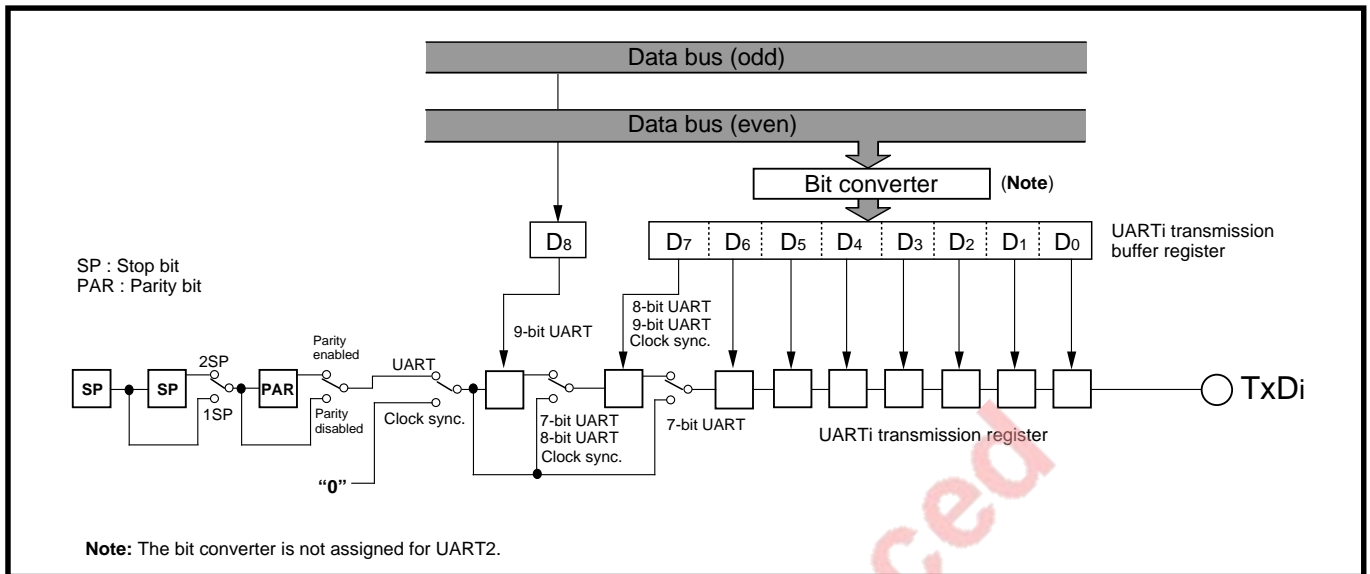 Data bus (odd)
Data bus (even)
Bit converter
(Note)
D8
D7
D6
D5
D4
D3
D2
D1
D0
UARTi transmission
buffer register
SP : Stop bit
PAR : Parity bit
9-bit UART
8-bit UART
9-bit UART
Clock sync.
SP
SP
2SP
1SP
PAR
Parity
enabled
Parity
disabled
UART
Clock sync.
"0"
7-bit UART
8-bit UART
Clock sync.
7-bit UART
UARTi transmission register
TxDi
Note: The bit converter is not assigned for UART2.